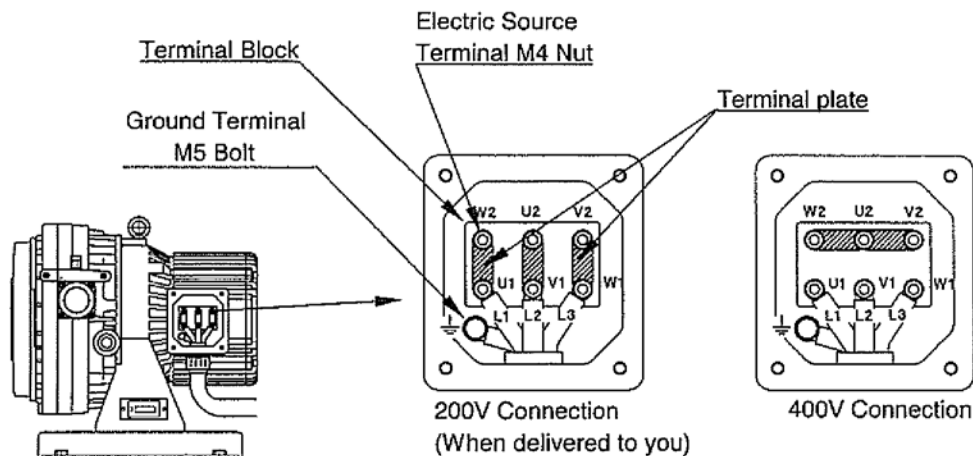 Electric Source
Terminal M4 Nut
Terminal Block
Terminal plate
Ground Terminal
M5 Bolt
W2 U2 V2
U1 V1 W1
L1 L2 L3
200V Connection
(When delivered to you)
W2 U2 V2
U1 V1 W1
L1 L2 L3
400V Connection